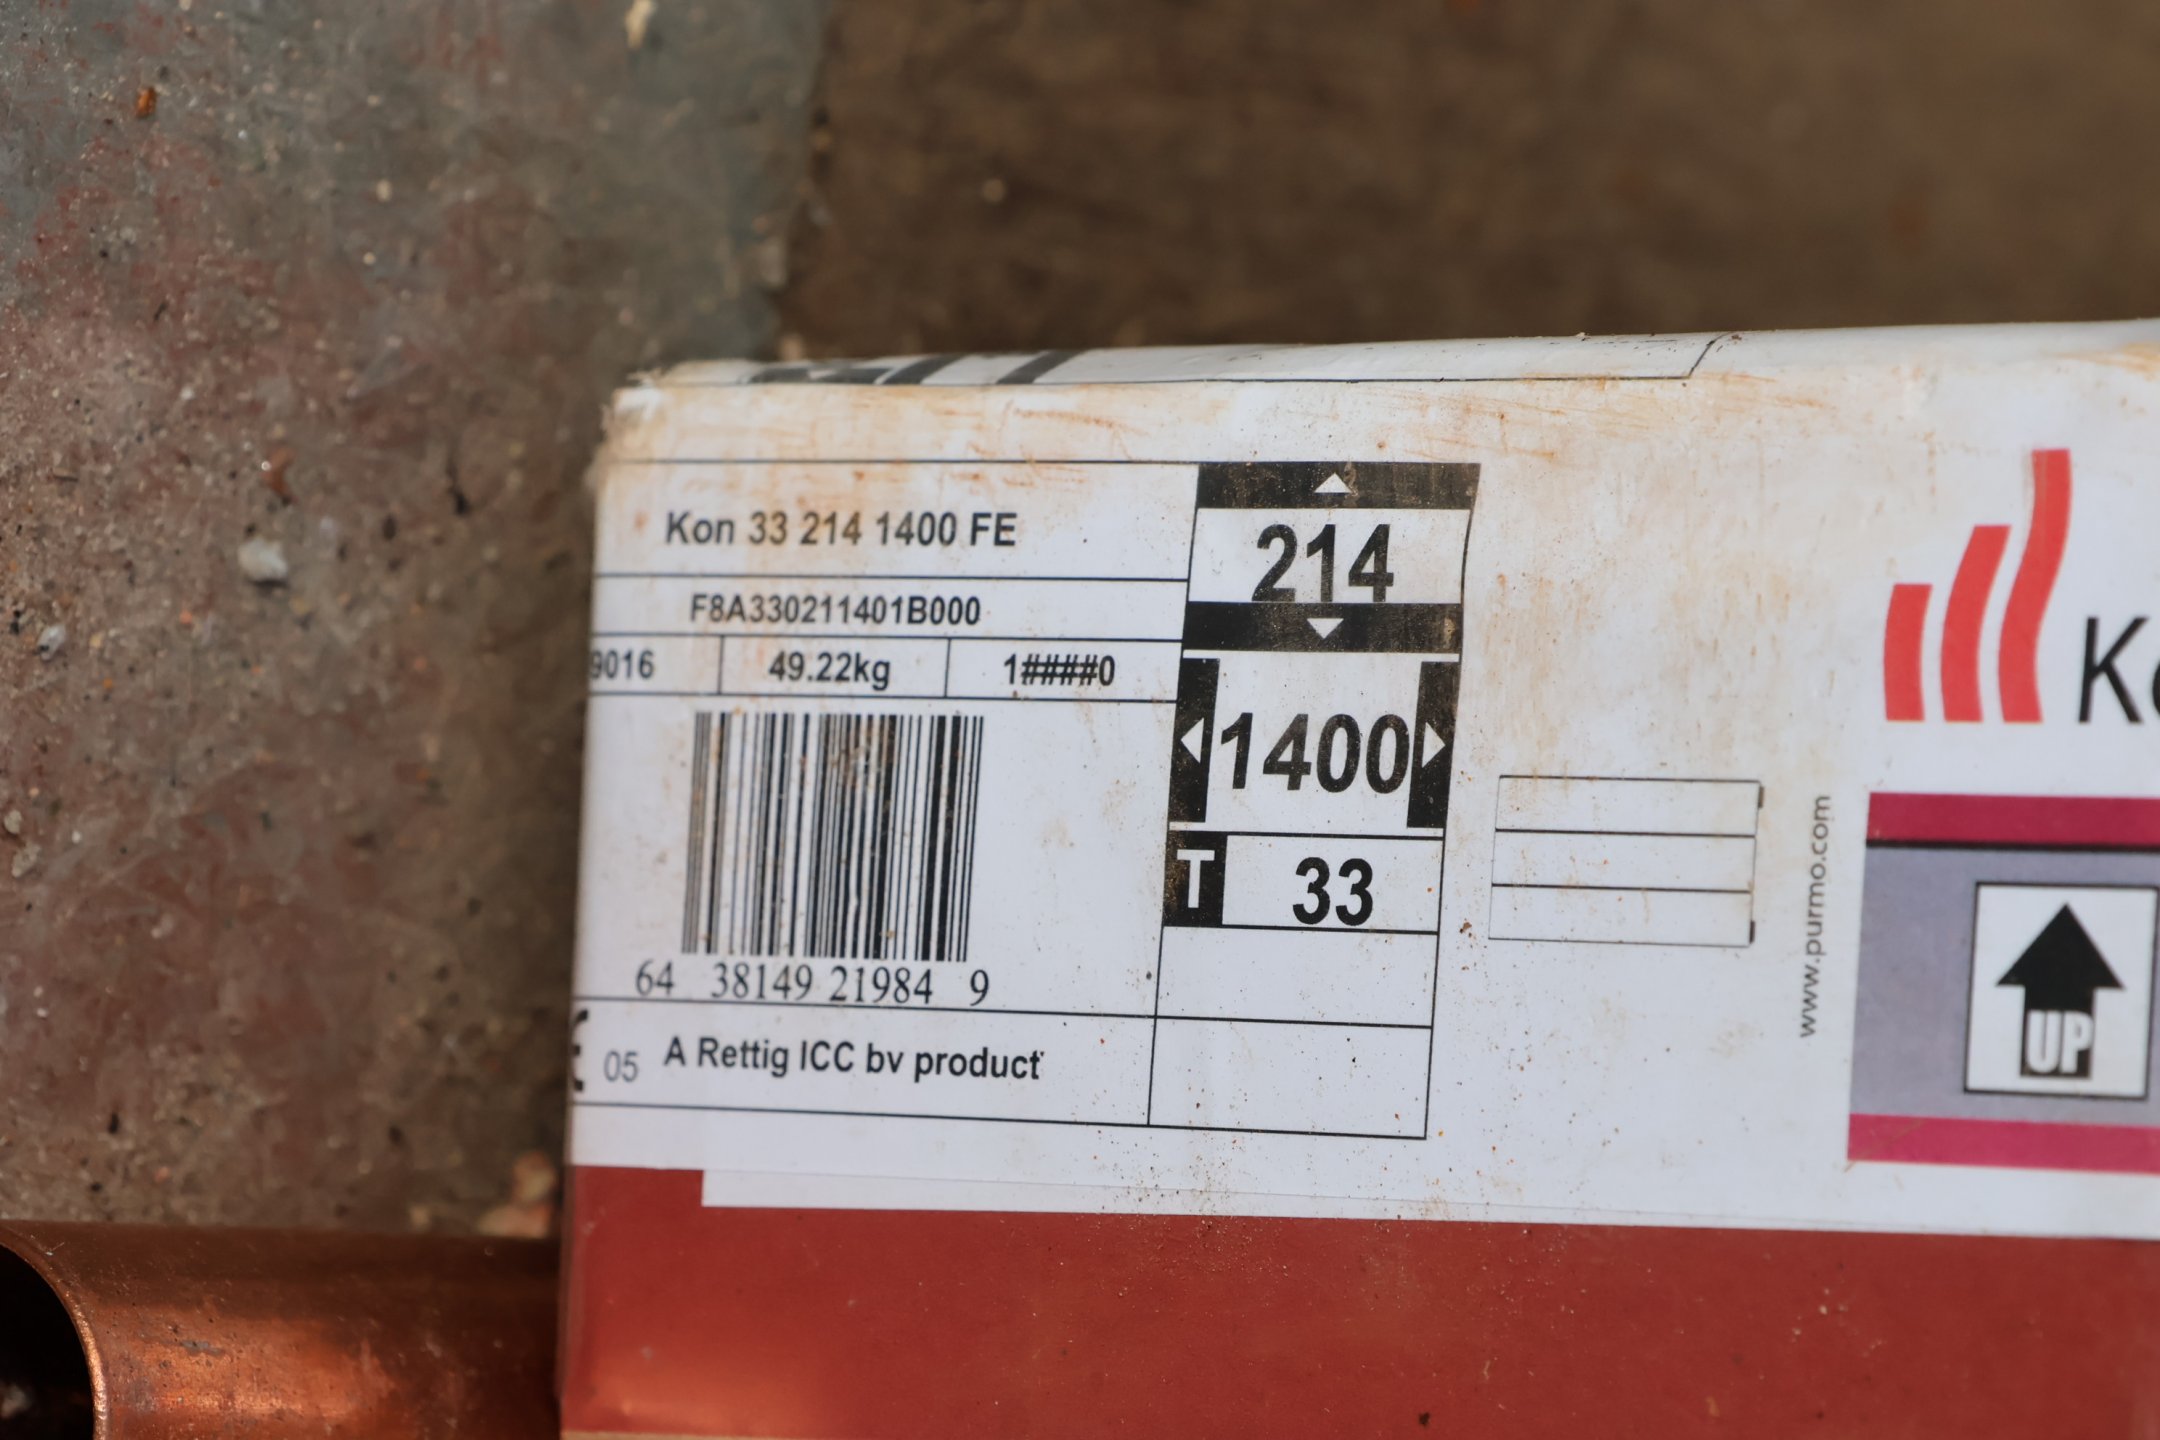 Kon 33 214 1400 FE
F8A330211401B000
9016 49.22kg 1####0
64 38149 21984 9
05 A Rettig ICC bv product
214
1400
T 33
www.purmo.com
UP